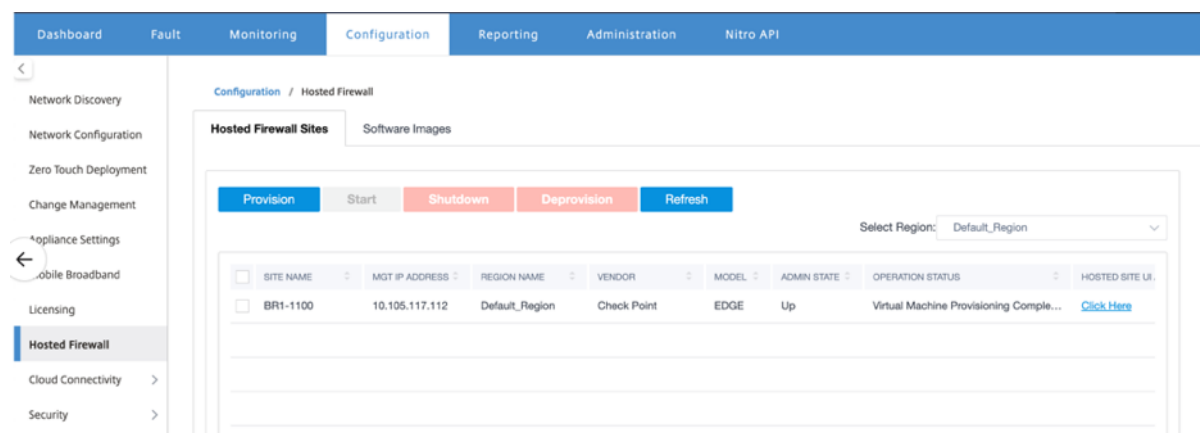 Dashboard Fault Monitoring Configuration Reporting Administration Nitro API
Network Discovery
Network Configuration
Zero Touch Deployment
Change Management
Appliance Settings
Mobile Broadband
Licensing
Hosted Firewall
Cloud Connectivity
Security
Configuration / Hosted Firewall
Hosted Firewall Sites Software Images
Provision Start Shutdown Deprovision Refresh
Select Region: Default_Region
SITE NAME MGT IP ADDRESS REGION NAME VENDOR MODEL ADMIN STATE OPERATION STATUS HOSTED SITE UI
BR1-1100 10.105.117.112 Default_Region Check Point EDGE Up Virtual Machine Provisioning Comple... Click Here